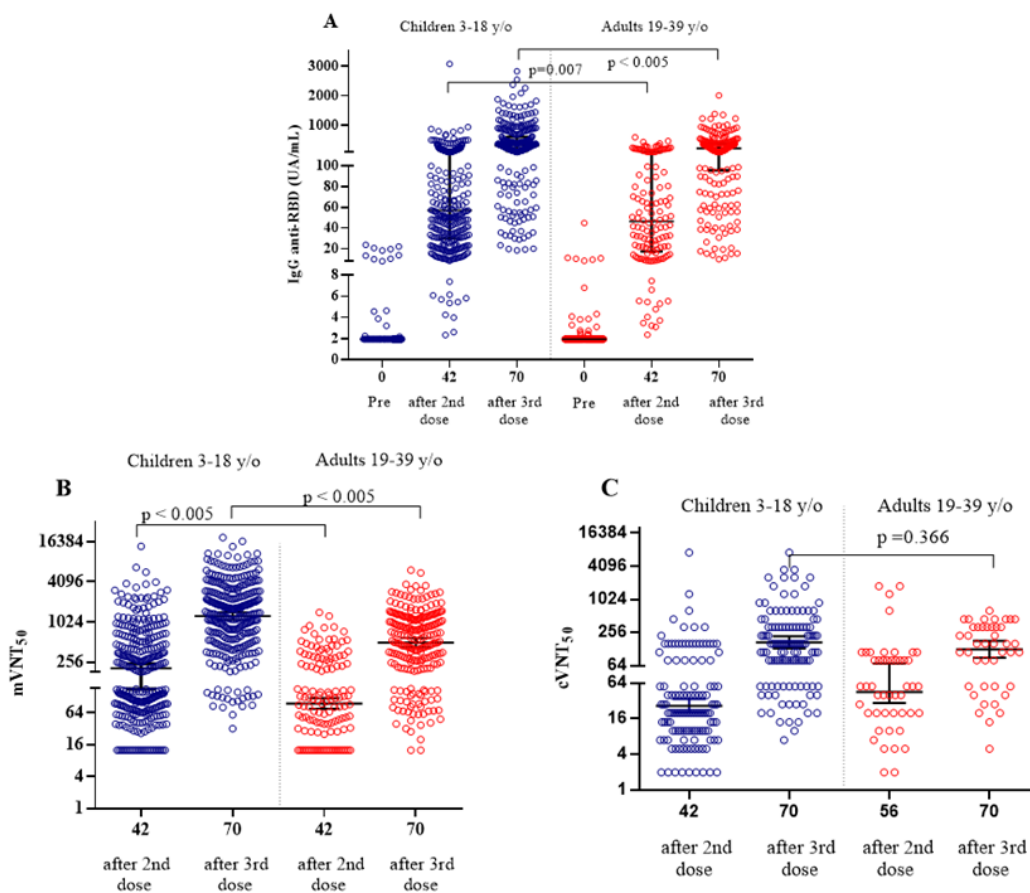 A
Children 3-18 y/o Adults 19-39 y/o
p < 0.005
p=0.007
IgG anti-RBD (UA/mL)
3000
2000
1000
100
80
60
40
20
8
6
4
2
0
0 42 70 0 42 70
Pre after 2nd dose after 3rd dose Pre after 2nd dose after 3rd dose
B
Children 3-18 y/o Adults 19-39 y/o
p < 0.005
p < 0.005
mVNT50
16384
4096
1024
256
64
16
4
1
42 70 42 70
after 2nd dose after 3rd dose after 2nd dose after 3rd dose
C
Children 3-18 y/o Adults 19-39 y/o
p =0.366
cVNT50
16384
4096
1024
256
64
64
16
4
1
42 70 56 70
after 2nd dose after 3rd dose after 2nd dose after 3rd dose